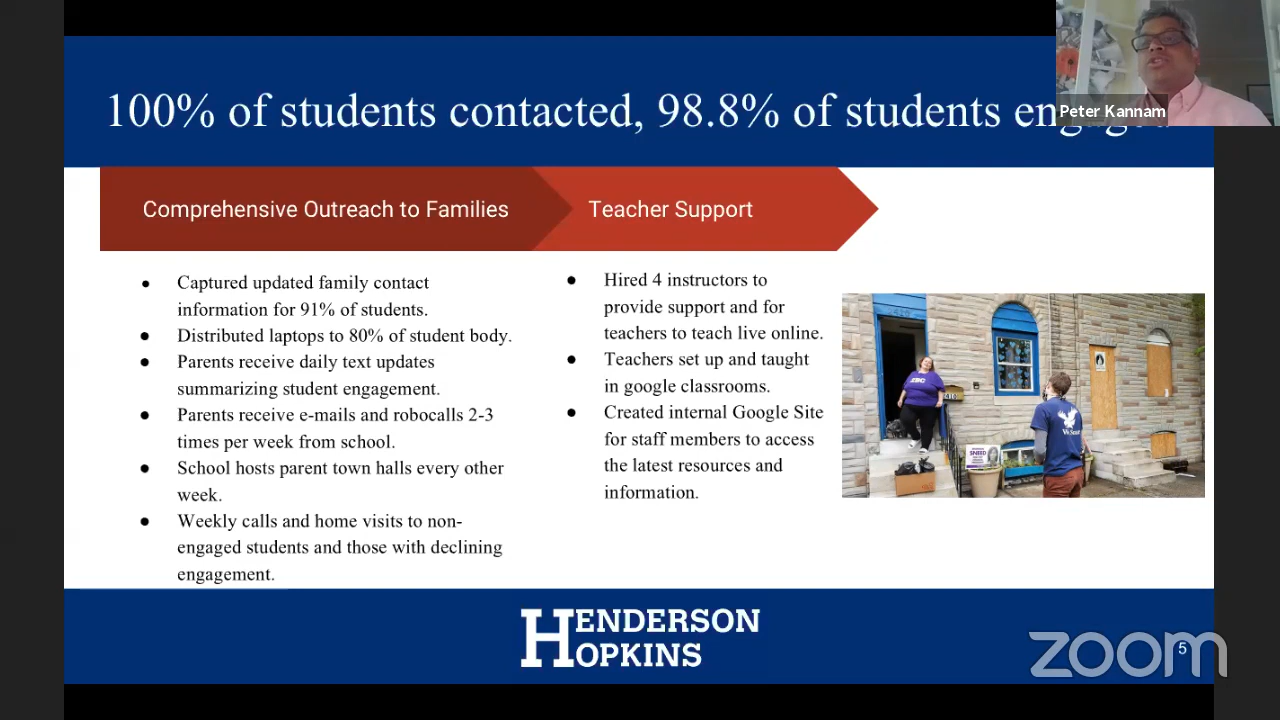 100% of students contacted, 98.8% of students engaged
Peter Kannam
Comprehensive Outreach to Families
Teacher Support
● Captured updated family contact
information for 91% of students.
● Distributed laptops to 80% of student body.
● Parents receive daily text updates
summarizing student engagement.
● Parents receive e-mails and robocalls 2-3
times per week from school.
● School hosts parent town halls every other
week.
● Weekly calls and home visits to non-
engaged students and those with declining
engagement.
● Hired 4 instructors to
provide support and for
teachers to teach live online.
● Teachers set up and taught
in google classrooms.
● Created internal Google Site
for staff members to access
the latest resources and
information.
SNEED
HENDERSON
HOPKINS
zoom
5